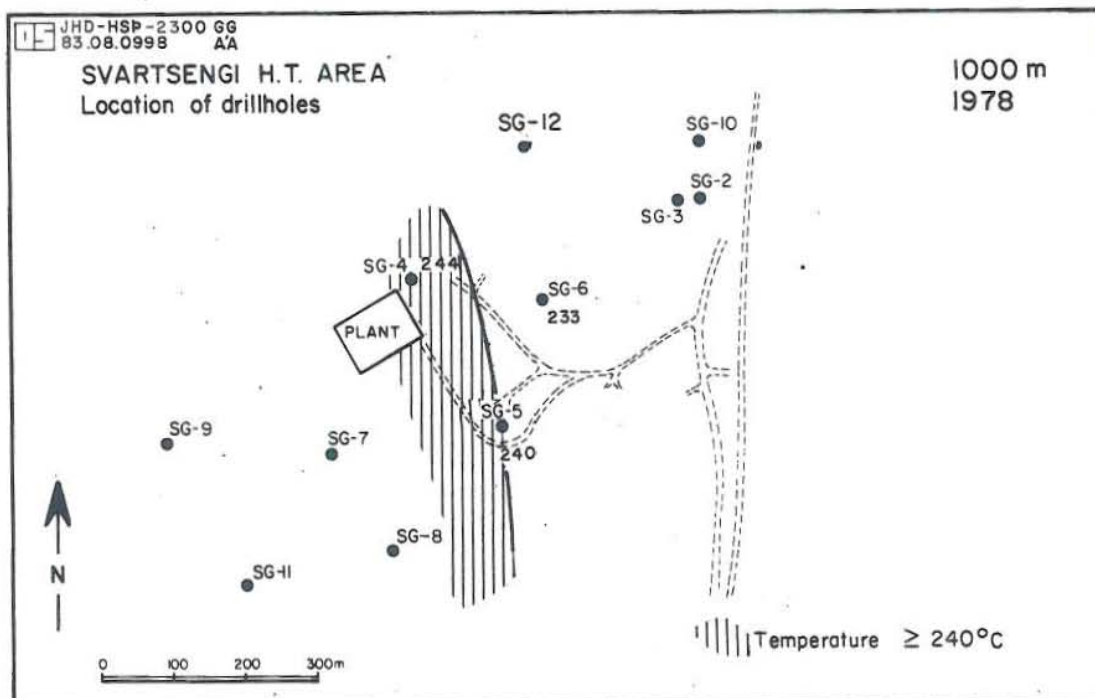 JHD-HSÞ-2300 GG
83.08.0998 AA
SVARTSENGI H.T. AREA
Location of drillholes
1000 m
1978
SG-12
SG-10
SG-2
SG-3
SG-4 244
SG-6
233
PLANT
SG-5
240
SG-9
SG-7
SG-8
SG-11
N
0 100 200 300m
Temperature ≥ 240°C